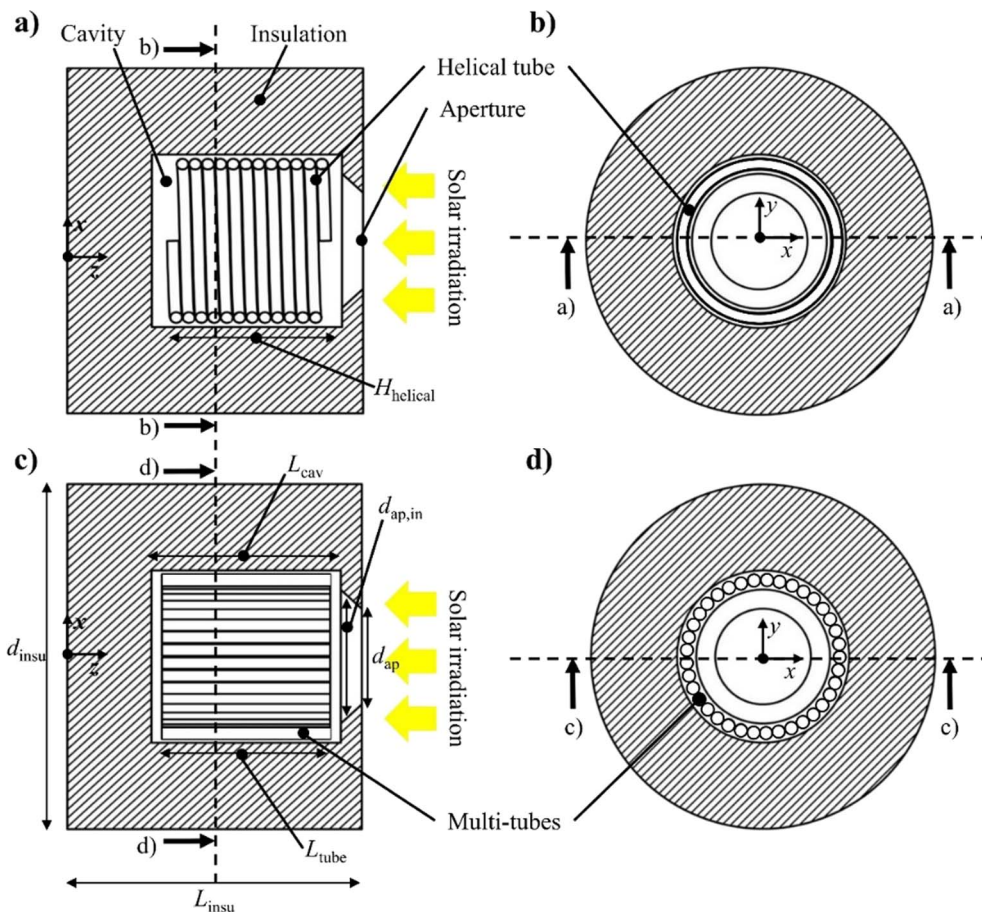 a)
Cavity
b)
Insulation
Helical tube
Aperture
b)
Solar irradiation
x
z
H_helical
b)
y
x
a)
a)
c)
d)
L_cav
d_ap,in
d)
d_insu
x
z
d_ap
Solar irradiation
y
x
c)
c)
d)
L_tube
Multi-tubes
L_insu